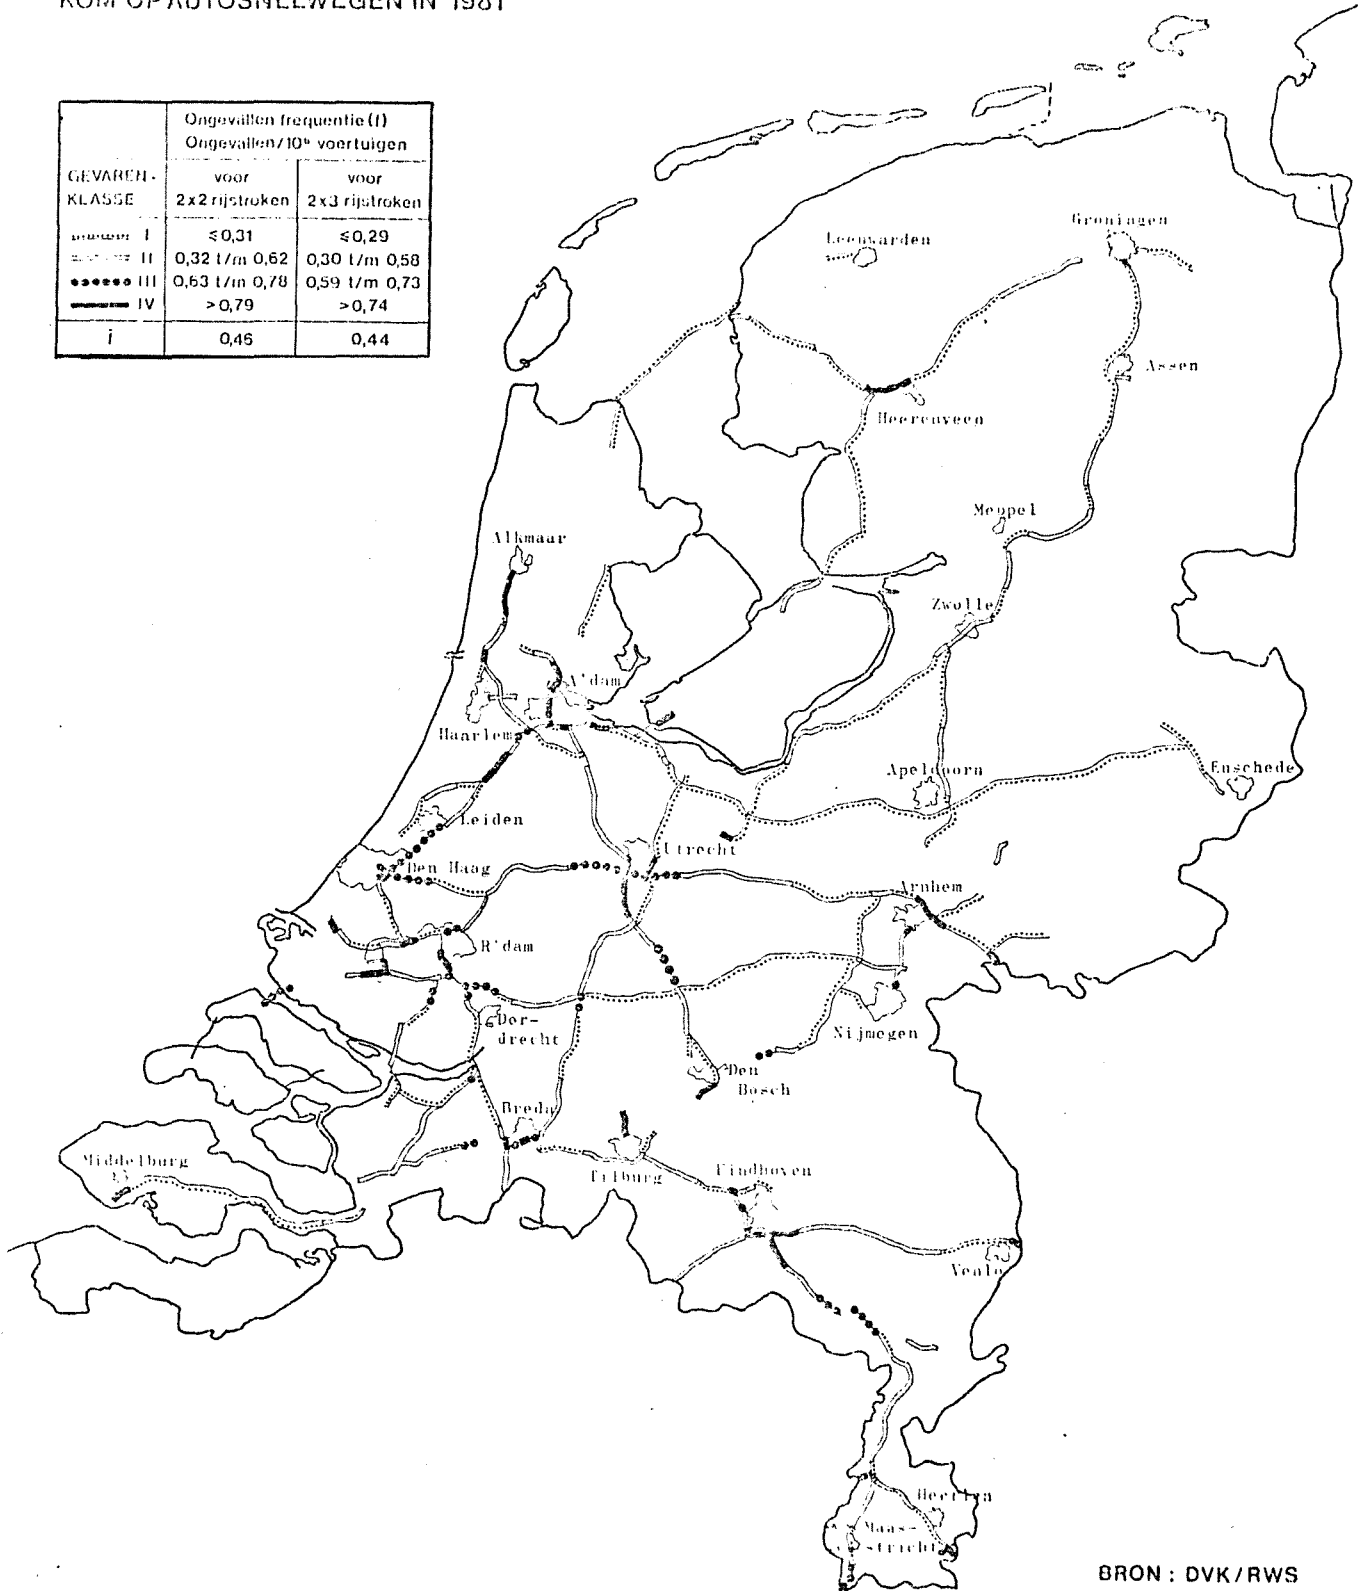 KOM OP AUTOSNELWEGEN IN 1981
Ongevallen frequentie (f)
Ongevallen/10⁶ voertuigen
GEVAREN-
KLASSE
voor
2x2 rijstroken
voor
2x3 rijstroken
I ≤0,31 ≤0,29
II 0,32 t/m 0,62 0,30 t/m 0,58
III 0,63 t/m 0,78 0,59 t/m 0,73
IV >0,79 >0,74
0,46 0,44
Groningen
Leeuwarden
Assen
Heerenveen
Meppel
Alkmaar
Zwolle
A'dam
Haarlem
Apeldoorn
Enschede
Leiden
Utrecht
Den Haag
Arnhem
R'dam
Dor-
drecht
Nijmegen
Den
Bosch
Breda
Middelburg
Tilburg
Eindhoven
Venlo
Heerlen
Maas-
stricht
BRON : DVK/RWS